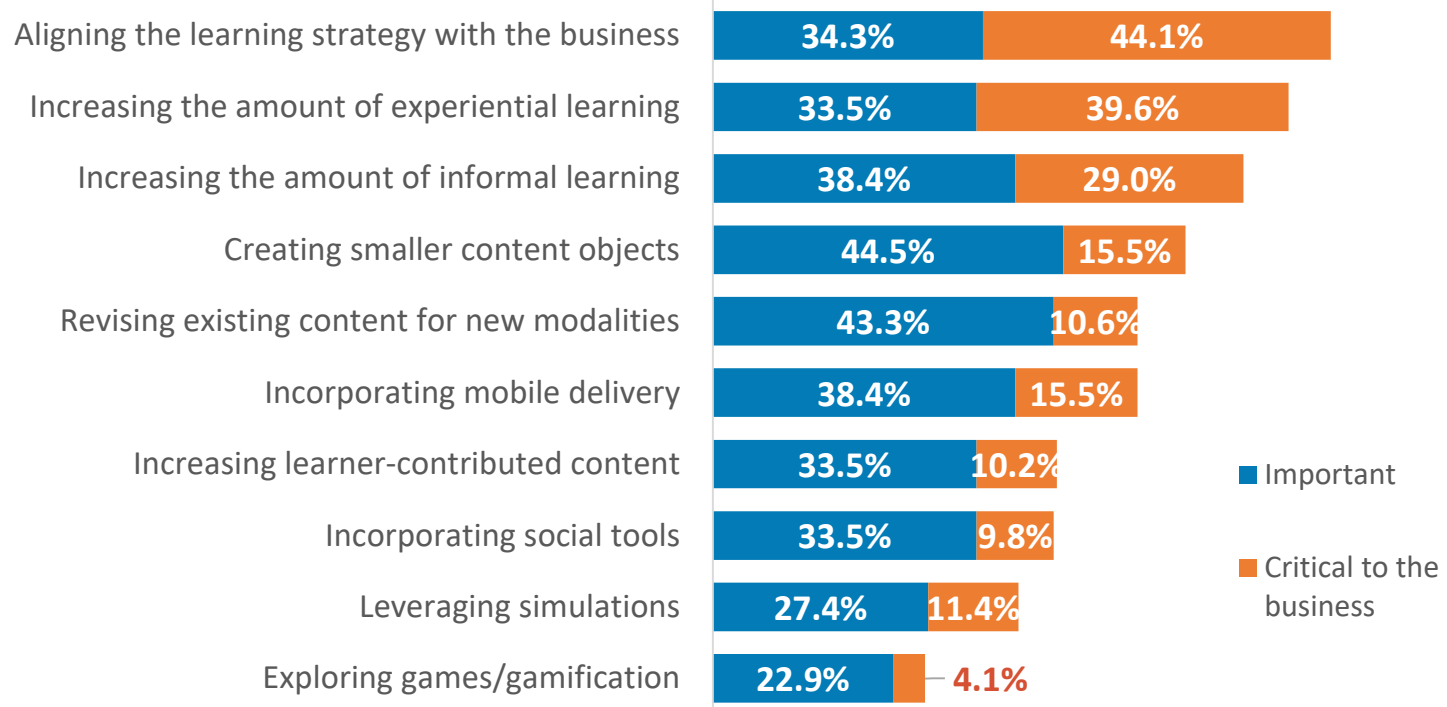 Aligning the learning strategy with the business 34.3% 44.1%
Increasing the amount of experiential learning 33.5% 39.6%
Increasing the amount of informal learning 38.4% 29.0%
Creating smaller content objects 44.5% 15.5%
Revising existing content for new modalities 43.3% 10.6%
Incorporating mobile delivery 38.4% 15.5%
Increasing learner-contributed content 33.5% 10.2%
Incorporating social tools 33.5% 9.8%
Leveraging simulations 27.4% 11.4%
Exploring games/gamification 22.9% 4.1%
Important
Critical to the
business